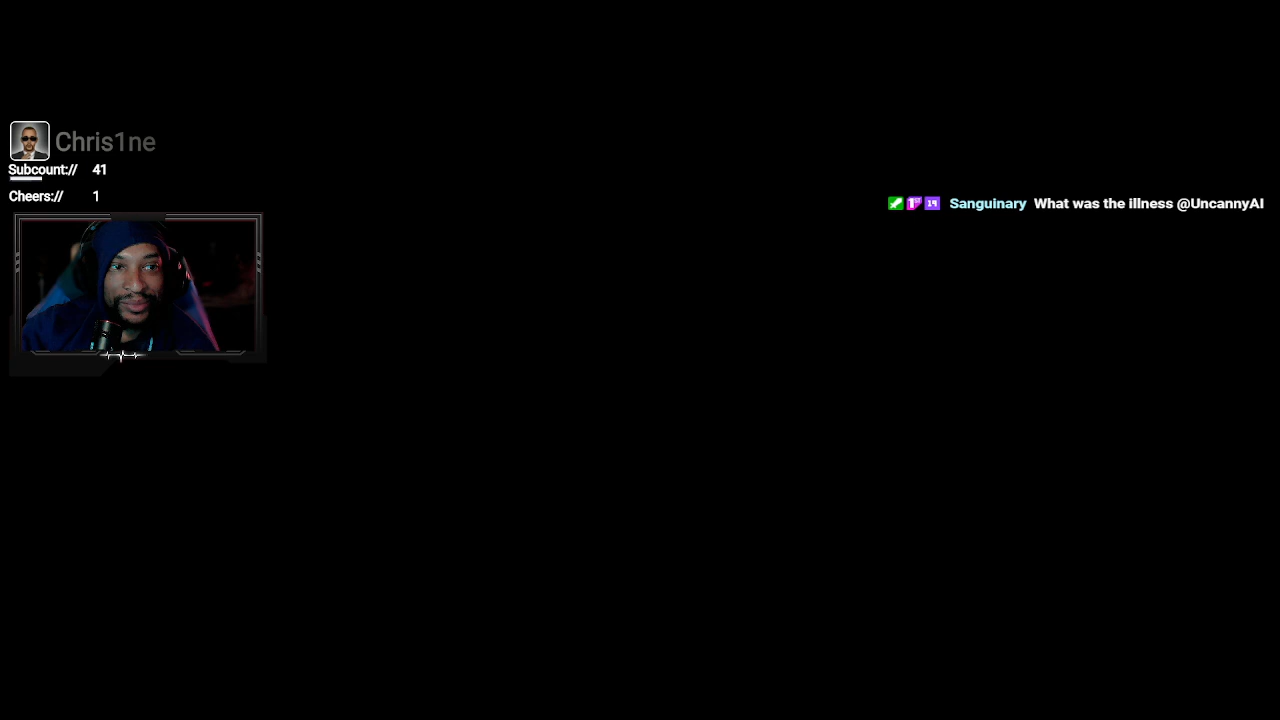 Chris1ne
Subcount:// 41
Cheers:// 1
Sanguinary What was the illness @UncannyAI